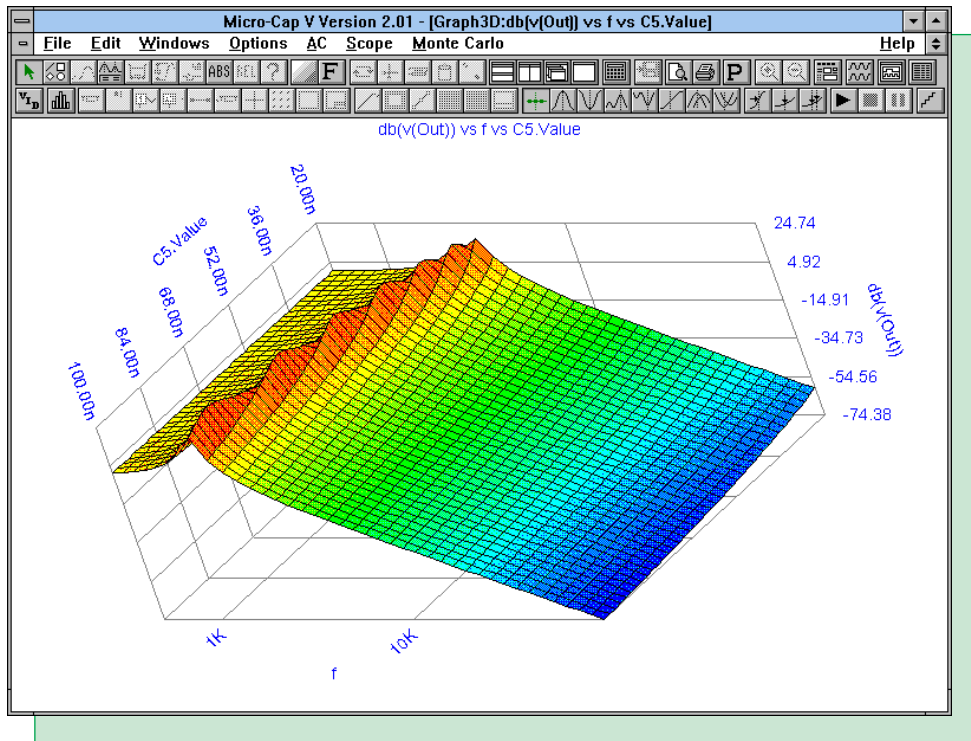 Micro-Cap V Version 2.01 - [Graph3D:db(v(Out)) vs f vs C5.Value]
File Edit Windows Options AC Scope Monte Carlo Help
ABS REL ? F P
db(v(Out)) vs f vs C5.Value
20.00n
36.00n
52.00n
68.00n
84.00n
100.00n
C5.Value
24.74
4.92
-14.91
-34.73
-54.56
-74.38
db(v(Out))
1K
10K
f